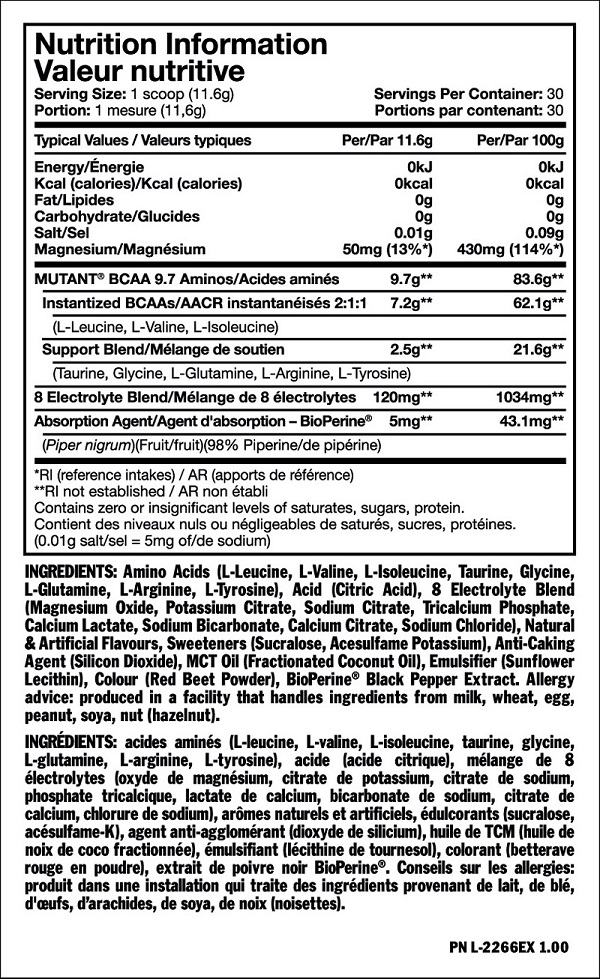 Nutrition Information
Valeur nutritive
Serving Size: 1 scoop (11.6g) Servings Per Container: 30
Portion: 1 mesure (11,6g) Portions par contenant: 30
Typical Values / Valeurs typiques Per/Par 11.6g Per/Par 100g
Energy/Énergie 0kJ 0kJ
Kcal (calories)/Kcal (calories) 0kcal 0kcal
Fat/Lipides 0g 0g
Carbohydrate/Glucides 0g 0g
Salt/Sel 0.01g 0.09g
Magnesium/Magnésium 50mg (13%*) 430mg (114%*)
MUTANT® BCAA 9.7 Aminos/Acides aminés 9.7g** 83.6g**
Instantized BCAAs/AACR instantanéisés 2:1:1 7.2g** 62.1g**
(L-Leucine, L-Valine, L-Isoleucine)
Support Blend/Mélange de soutien 2.5g** 21.6g**
(Taurine, Glycine, L-Glutamine, L-Arginine, L-Tyrosine)
8 Electrolyte Blend/Mélange de 8 électrolytes 120mg** 1034mg**
Absorption Agent/Agent d'absorption – BioPerine® 5mg** 43.1mg**
(Piper nigrum)(Fruit/fruit)(98% Piperine/de pipérine)
*RI (reference intakes) / AR (apports de référence)
**RI not established / AR non établi
Contains zero or insignificant levels of saturates, sugars, protein.
Contient des niveaux nuls ou négligeables de saturés, sucres, protéines.
(0.01g salt/sel = 5mg of/de sodium)
INGREDIENTS: Amino Acids (L-Leucine, L-Valine, L-Isoleucine, Taurine, Glycine,
L-Glutamine, L-Arginine, L-Tyrosine), Acid (Citric Acid), 8 Electrolyte Blend
(Magnesium Oxide, Potassium Citrate, Sodium Citrate, Tricalcium Phosphate,
Calcium Lactate, Sodium Bicarbonate, Calcium Citrate, Sodium Chloride), Natural
& Artificial Flavours, Sweeteners (Sucralose, Acesulfame Potassium), Anti-Caking
Agent (Silicon Dioxide), MCT Oil (Fractionated Coconut Oil), Emulsifier (Sunflower
Lecithin), Colour (Red Beet Powder), BioPerine® Black Pepper Extract. Allergy
advice: produced in a facility that handles ingredients from milk, wheat, egg,
peanut, soya, nut (hazelnut).
INGRÉDIENTS: acides aminés (L-leucine, L-valine, L-isoleucine, taurine, glycine,
L-glutamine, L-arginine, L-tyrosine), acide (acide citrique), mélange de 8
électrolytes (oxyde de magnésium, citrate de potassium, citrate de sodium,
phosphate tricalcique, lactate de calcium, bicarbonate de sodium, citrate de
calcium, chlorure de sodium), arômes naturels et artificiels, édulcorants (sucralose,
acésulfame-K), agent anti-agglomérant (dioxyde de silicium), huile de TCM (huile de
noix de coco fractionnée), émulsifiant (lécithine de tournesol), colorant (betterave
rouge en poudre), extrait de poivre noir BioPerine®. Conseils sur les allergies:
produit dans une installation qui traite des ingrédients provenant de lait, de blé,
d'œufs, d'arachides, de soya, de noix (noisettes).
PN L-2266EX 1.00